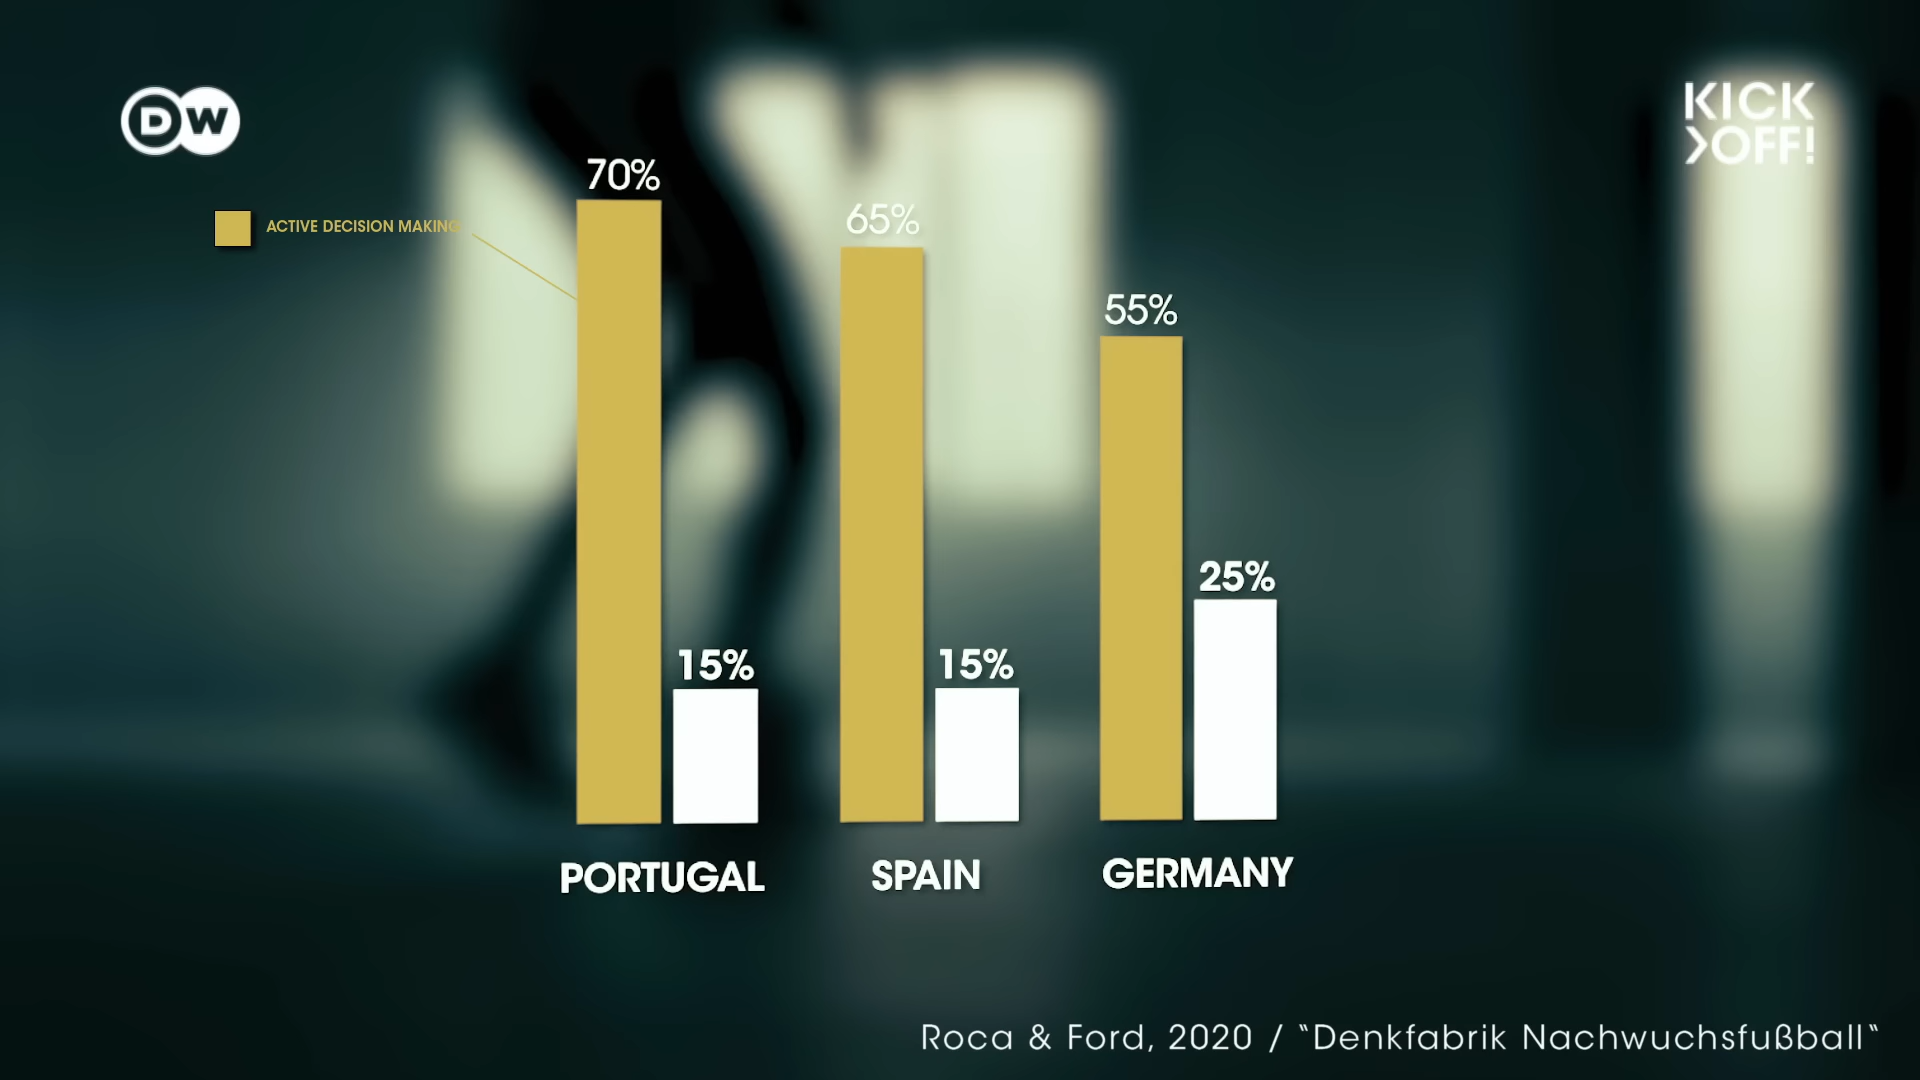 DW
KICK
>OFF!
ACTIVE DECISION MAKING
70%
65%
55%
25%
15%
15%
PORTUGAL
SPAIN
GERMANY
Roca & Ford, 2020 / "Denkfabrik Nachwuchsfußball"